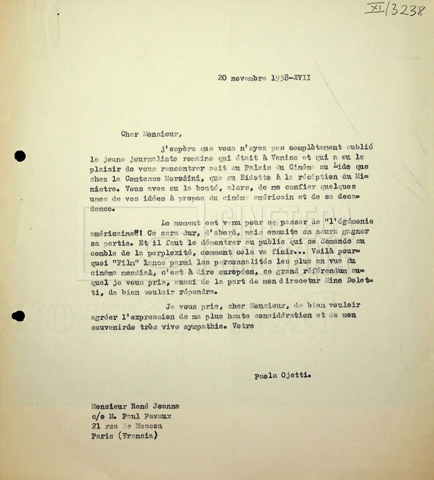 XI/3238
20 novembre 1938-XVII
Cher Monsieur,
j'espère que vous n'ayez pas complètement oublié
la jeune journaliste romaine qui était à Venise et qui a eu le
plaisir de vous rencontrer soit au Palais du Cinéma au Lido que
chez la Comtesse Morosini, que au Ridotto à la réception du Mi-
nistre. Vous avez eu la bonté, alors, de me confier quelques
unes de vos idées à propos du cinéma américain et de sa deca-
dence.
Le moment est venu pour se passer de "l'égémonie
américaine"! Ce sera dur, d'abord, mais ensuite on saura gagner
sa partie. Et il faut le démontrer au public qui se demande au
comble de la perplexité, comment cela va finir... Voilà pour-
quoi "Film" lance parmi les personnalités les plus en vue du
cinéma mondial, c'est à dire européen, ce grand référendum au-
quel je vous prie, aussi de la part de mon directeur Mino Dolet-
ti, de bien vouloir répondre.
Je vous prie, cher Monsieur, de bien vouloir
agréer l'expression de ma plus haute considération et de mon
souvenirde très vive sympathie. Votre
Paola Ojetti.
Monsieur René Jeanne
c/o M. Paul Pavaux
21 rue de Moscou
Paris (Francia)